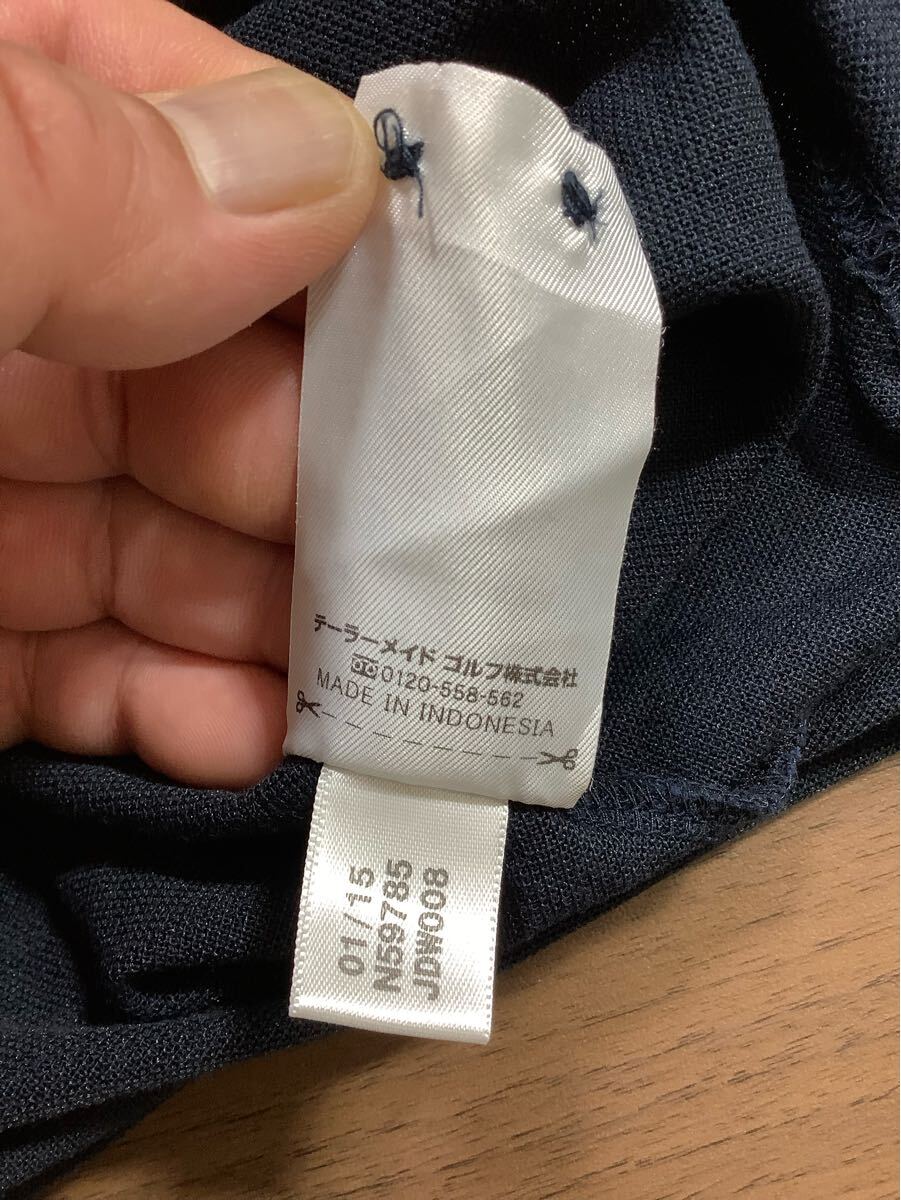 テーラーメイド ゴルフ株式会社
0120-558-562
MADE IN INDONESIA
01/15
N59785
JDW008